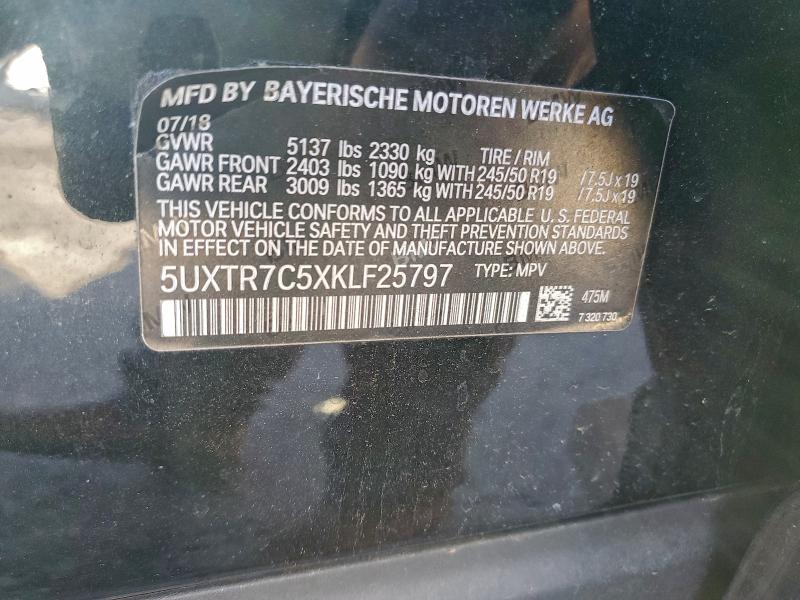 MFD BY BAYERISCHE MOTOREN WERKE AG
07/18
GVWR 5137 lbs 2330 kg TIRE / RIM
GAWR FRONT 2403 lbs 1090 kg WITH 245/50 R19 /7.5J x 19
GAWR REAR 3009 lbs 1365 kg WITH 245/50 R19 /7.5J x 19
THIS VEHICLE CONFORMS TO ALL APPLICABLE U.S. FEDERAL
MOTOR VEHICLE SAFETY AND THEFT PREVENTION STANDARDS
IN EFFECT ON THE DATE OF MANUFACTURE SHOWN ABOVE.
5UXTR7C5XKLF25797 TYPE: MPV
475M
7 320 730